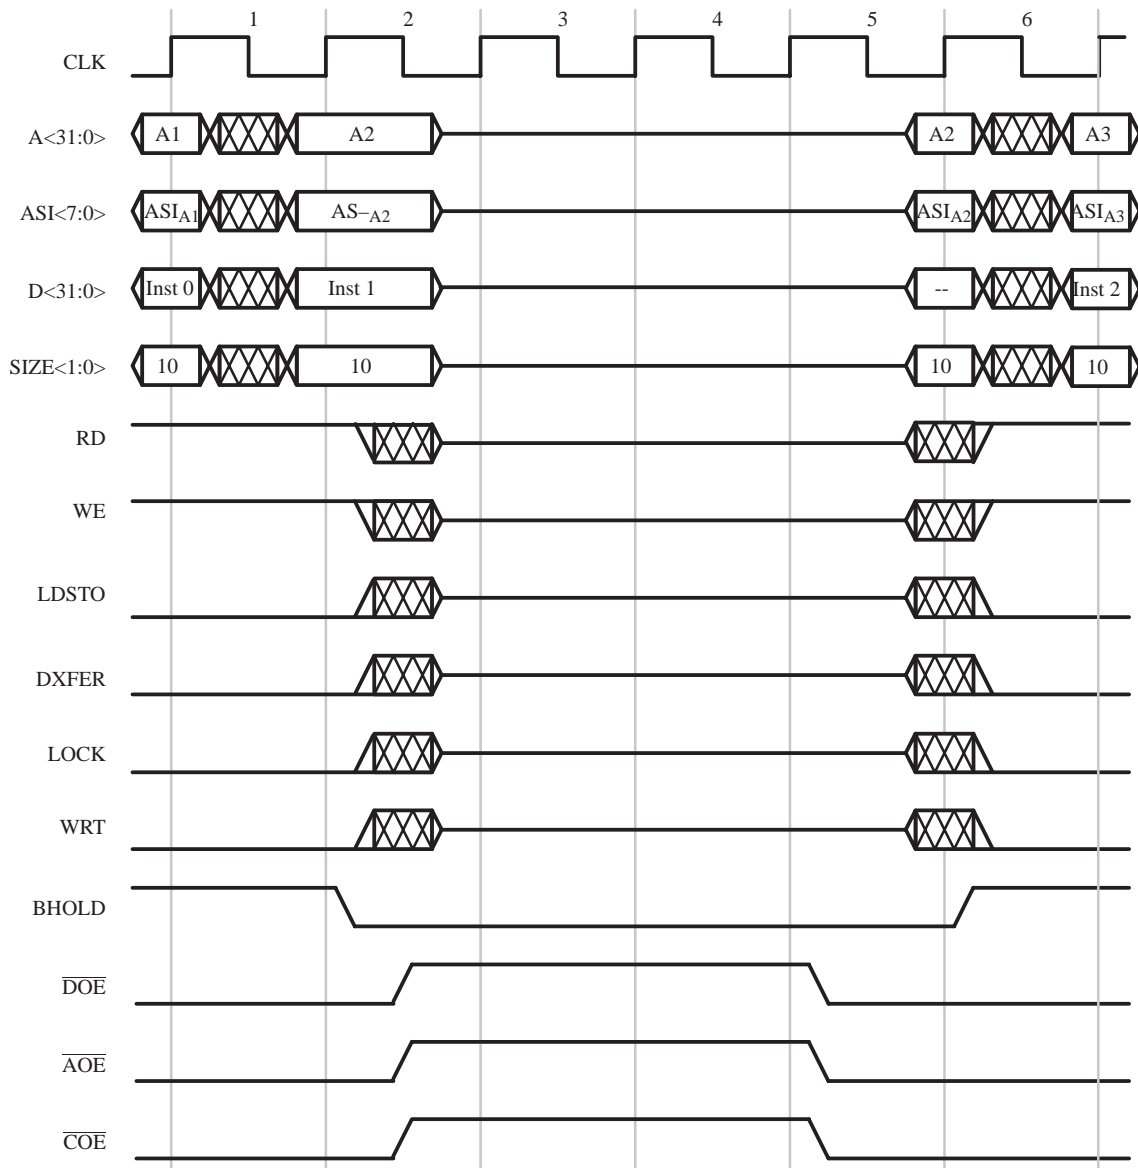 1 2 3 4 5 6
CLK
A<31:0> A1 A2 A2 A3
ASI<7:0> ASIA1 AS–A2 ASIA2 ASIA3
D<31:0> Inst 0 Inst 1 -- Inst 2
SIZE<1:0> 10 10 10 10
RD
WE
LDSTO
DXFER
LOCK
WRT
BHOLD
DOE
AOE
COE